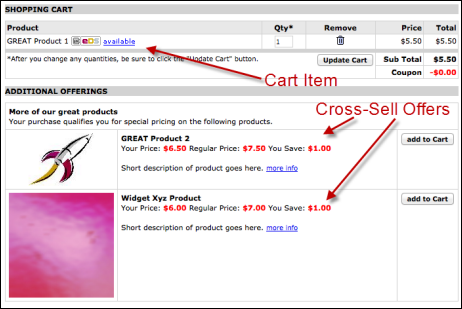 SHOPPING CART
Product Qty* Remove Price Total
GREAT Product 1 available 1 $5.50 $5.50
*After you change any quantities, be sure to click the "Update Cart" button. Update Cart Sub Total $5.50
Coupon -$0.00
Cart Item
ADDITIONAL OFFERINGS
Cross-Sell Offers
More of our great products
Your purchase qualifies you for special pricing on the following products.
GREAT Product 2 add to Cart
Your Price: $6.50 Regular Price: $7.50 You Save: $1.00
Short description of product goes here. more info
Widget Xyz Product add to Cart
Your Price: $6.00 Regular Price: $7.00 You Save: $1.00
Short description of product goes here. more info